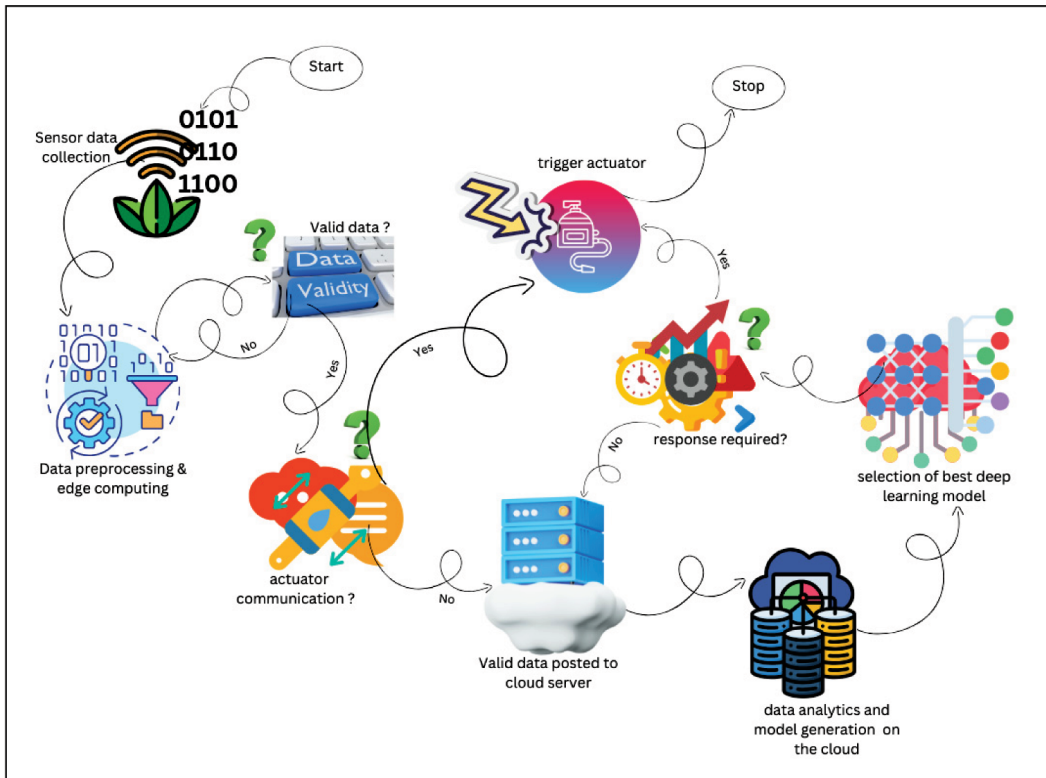 Start
Stop
0101
Sensor data
collection
0110
1100
trigger actuator
Valid data ?
?
Data
Validity
Yes
No
Yes
Yes
?
01
?
response required?
No
Data preprocessing &
edge computing
?
selection of best deep
learning model
actuator
communication ?
No
Valid data posted to
cloud server
data analytics and
model generation on
the cloud